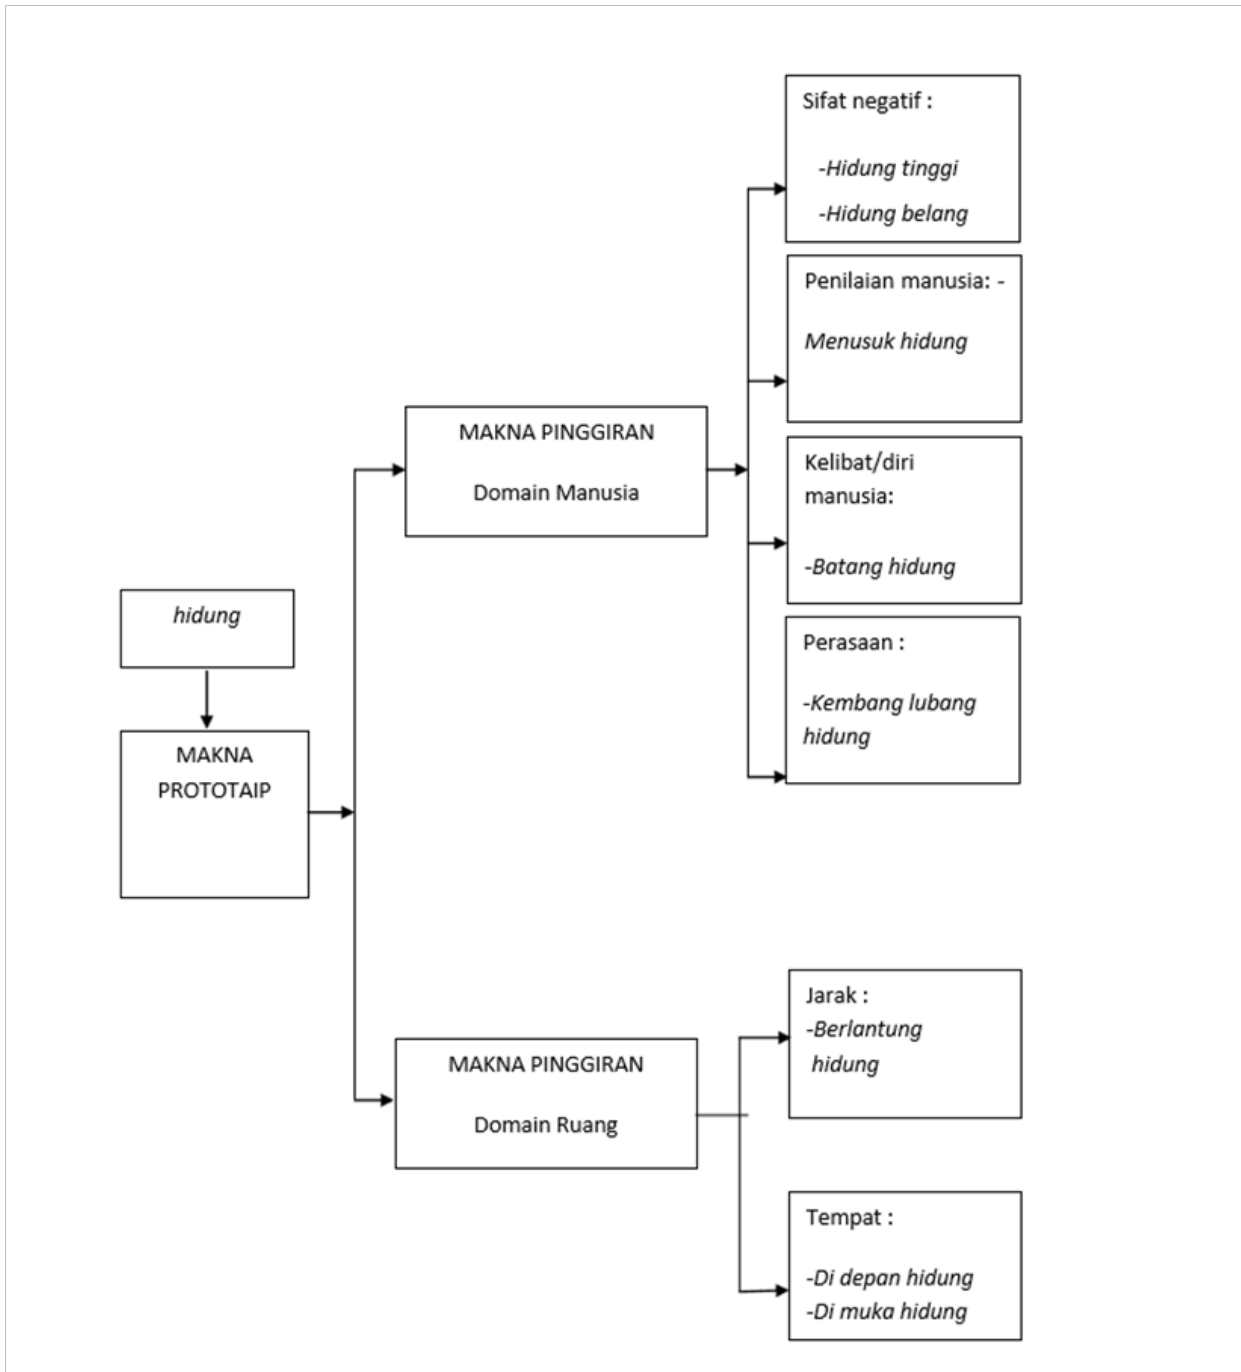 hidung
MAKNA
PROTOTAIP
MAKNA PINGGIRAN
Domain Manusia
Sifat negatif :
-Hidung tinggi
-Hidung belang
Penilaian manusia: -
Menusuk hidung
Kelibat/diri
manusia:
-Batang hidung
Perasaan :
-Kembang lubang
hidung
MAKNA PINGGIRAN
Domain Ruang
Jarak :
-Berlantung
hidung
Tempat :
-Di depan hidung
-Di muka hidung